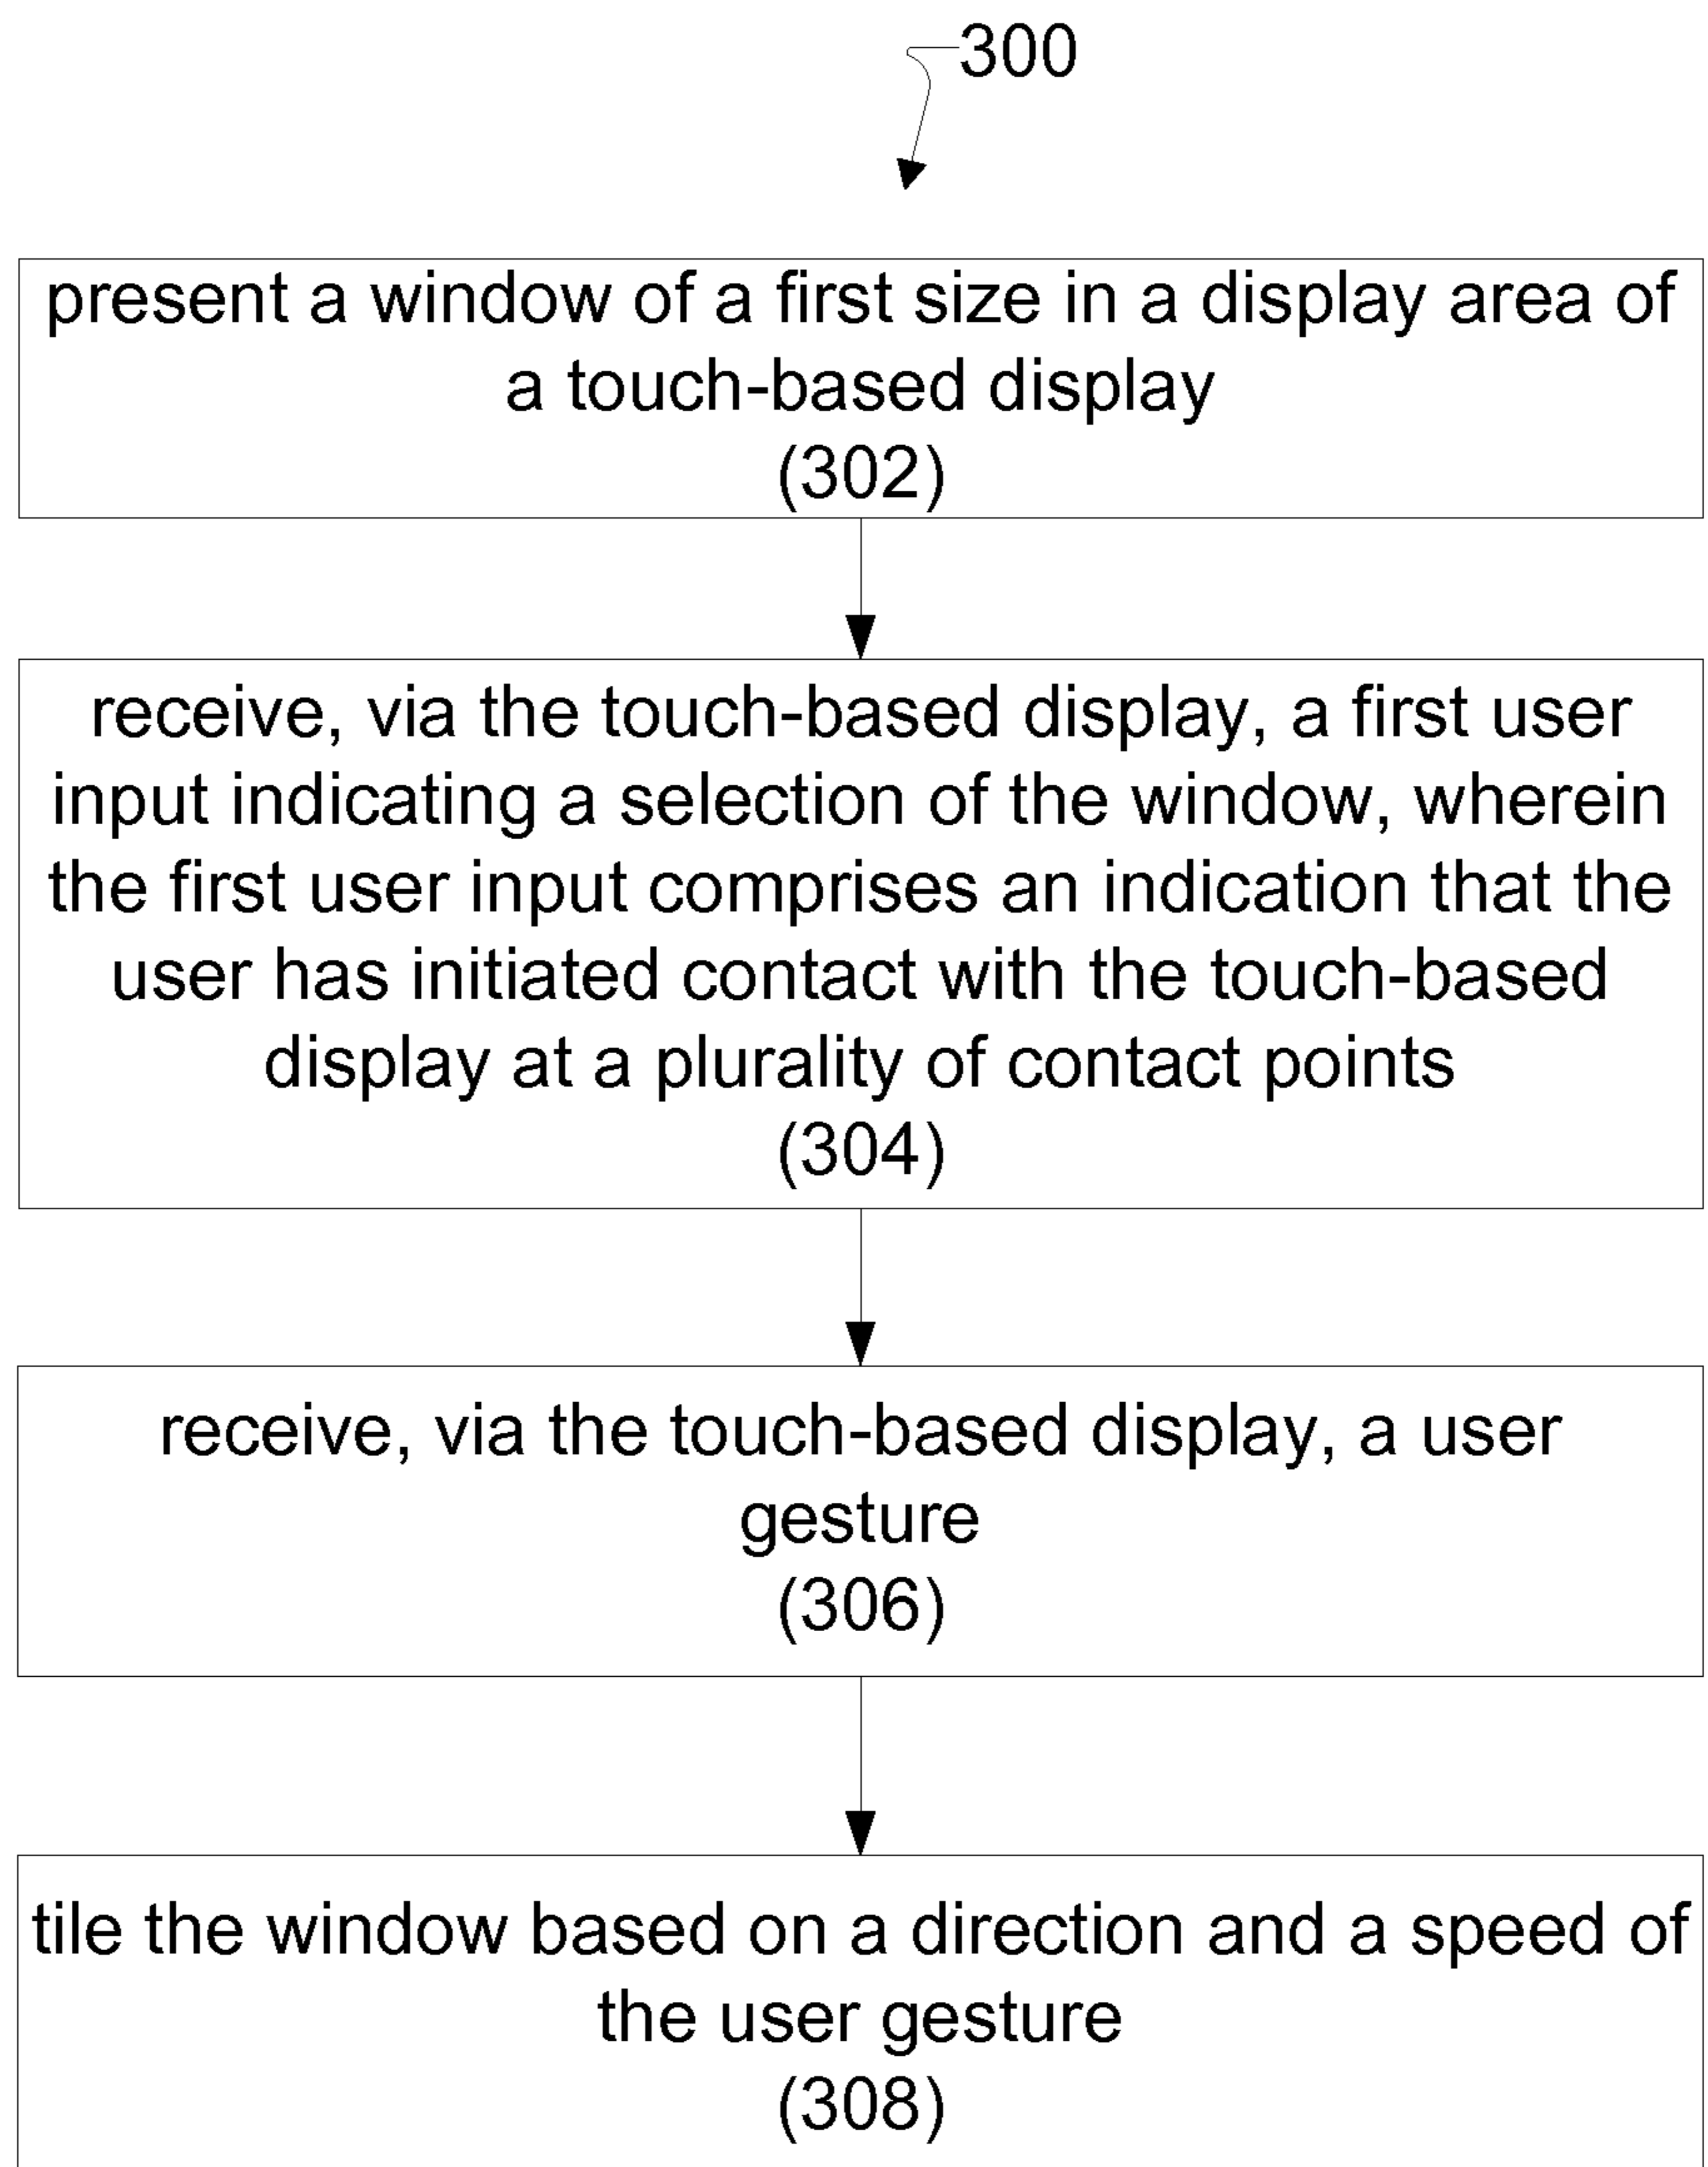 300
present a window of a first size in a display area of
a touch-based display
(302)
receive, via the touch-based display, a first user
input indicating a selection of the window, wherein
the first user input comprises an indication that the
user has initiated contact with the touch-based
display at a plurality of contact points
(304)
receive, via the touch-based display, a user
gesture
(306)
tile the window based on a direction and a speed of
the user gesture
(308)